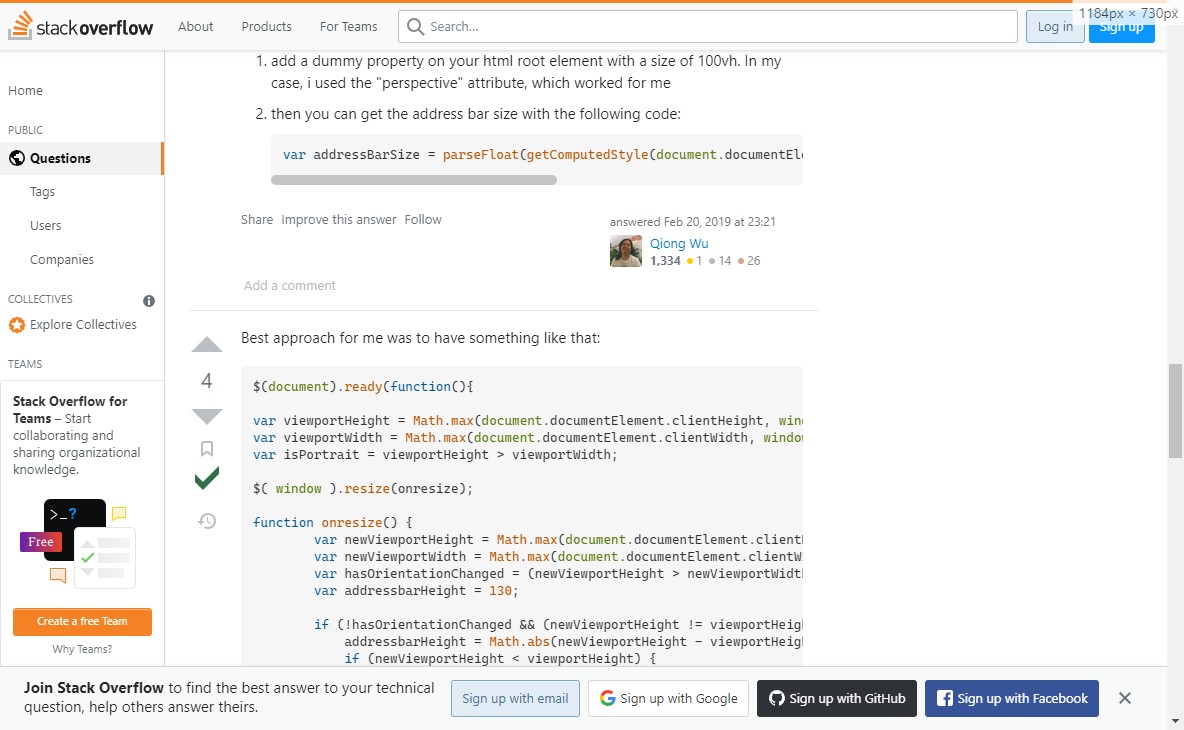 stackoverflow
About
Products
For Teams
Search...
Log in
Sign up
1184px × 730px
Home
PUBLIC
Questions
Tags
Users
Companies
COLLECTIVES
Explore Collectives
TEAMS
Stack Overflow for
Teams – Start
collaborating and
sharing organizational
knowledge.
>_?
Free
Create a free Team
Why Teams?
1. add a dummy property on your html root element with a size of 100vh. In my
case, i used the "perspective" attribute, which worked for me
2. then you can get the address bar size with the following code:
var addressBarSize = parseFloat(getComputedStyle(document.documentEle
Share Improve this answer Follow
answered Feb 20, 2019 at 23:21
Qiong Wu
1,334 1 14 26
Add a comment
4
Best approach for me was to have something like that:
$(document).ready(function(){
var viewportHeight = Math.max(document.documentElement.clientHeight, win
var viewportWidth = Math.max(document.documentElement.clientWidth, windo
var isPortrait = viewportHeight > viewportWidth;
$( window ).resize(onresize);
function onresize() {
var newViewportHeight = Math.max(document.documentElement.client
var newViewportWidth = Math.max(document.documentElement.clientW
var hasOrientationChanged = (newViewportHeight > newViewportWidt
var addressbarHeight = 130;
if (!hasOrientationChanged && (newViewportHeight != viewportHeig
addressbarHeight = Math.abs(newViewportHeight - viewportHeig
if (newViewportHeight < viewportHeight) {
Join Stack Overflow to find the best answer to your technical
question, help others answer theirs.
Sign up with email
Sign up with Google
Sign up with GitHub
Sign up with Facebook